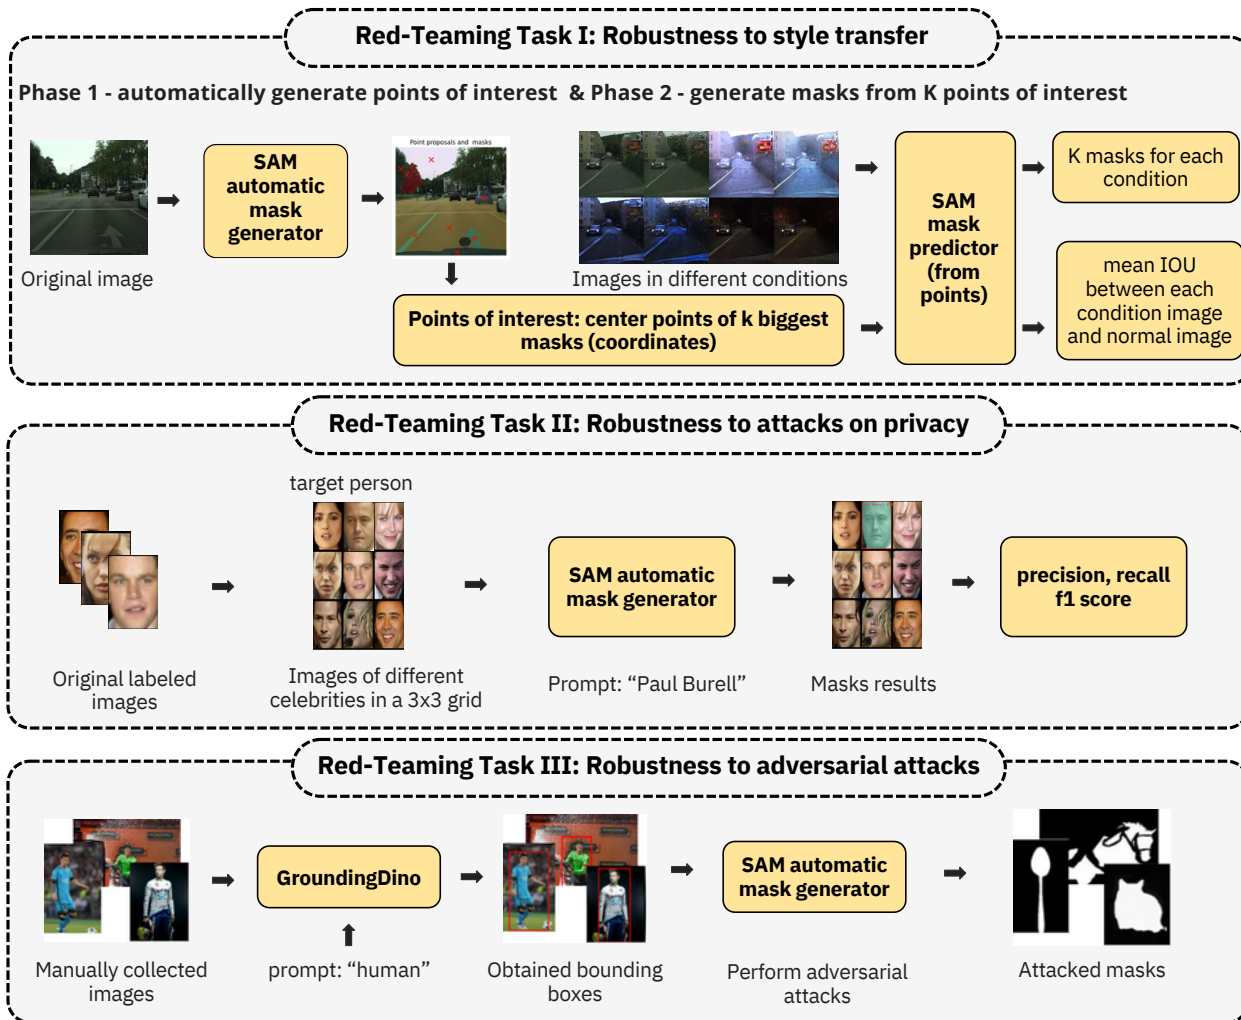 Red-Teaming Task I: Robustness to style transfer
Phase 1 - automatically generate points of interest & Phase 2 - generate masks from K points of interest
Original image
SAM
automatic
mask
generator
Point proposals and masks
Images in different conditions
Points of interest: center points of k biggest
masks (coordinates)
SAM
mask
predictor
(from
points)
K masks for each
condition
mean IOU
between each
condition image
and normal image
Red-Teaming Task II: Robustness to attacks on privacy
Original labeled
images
target person
Images of different
celebrities in a 3x3 grid
SAM automatic
mask generator
Prompt: “Paul Burell”
Masks results
precision, recall
f1 score
Red-Teaming Task III: Robustness to adversarial attacks
Manually collected
images
GroundingDino
prompt: “human”
Obtained bounding
boxes
SAM automatic
mask generator
Perform adversarial
attacks
Attacked masks